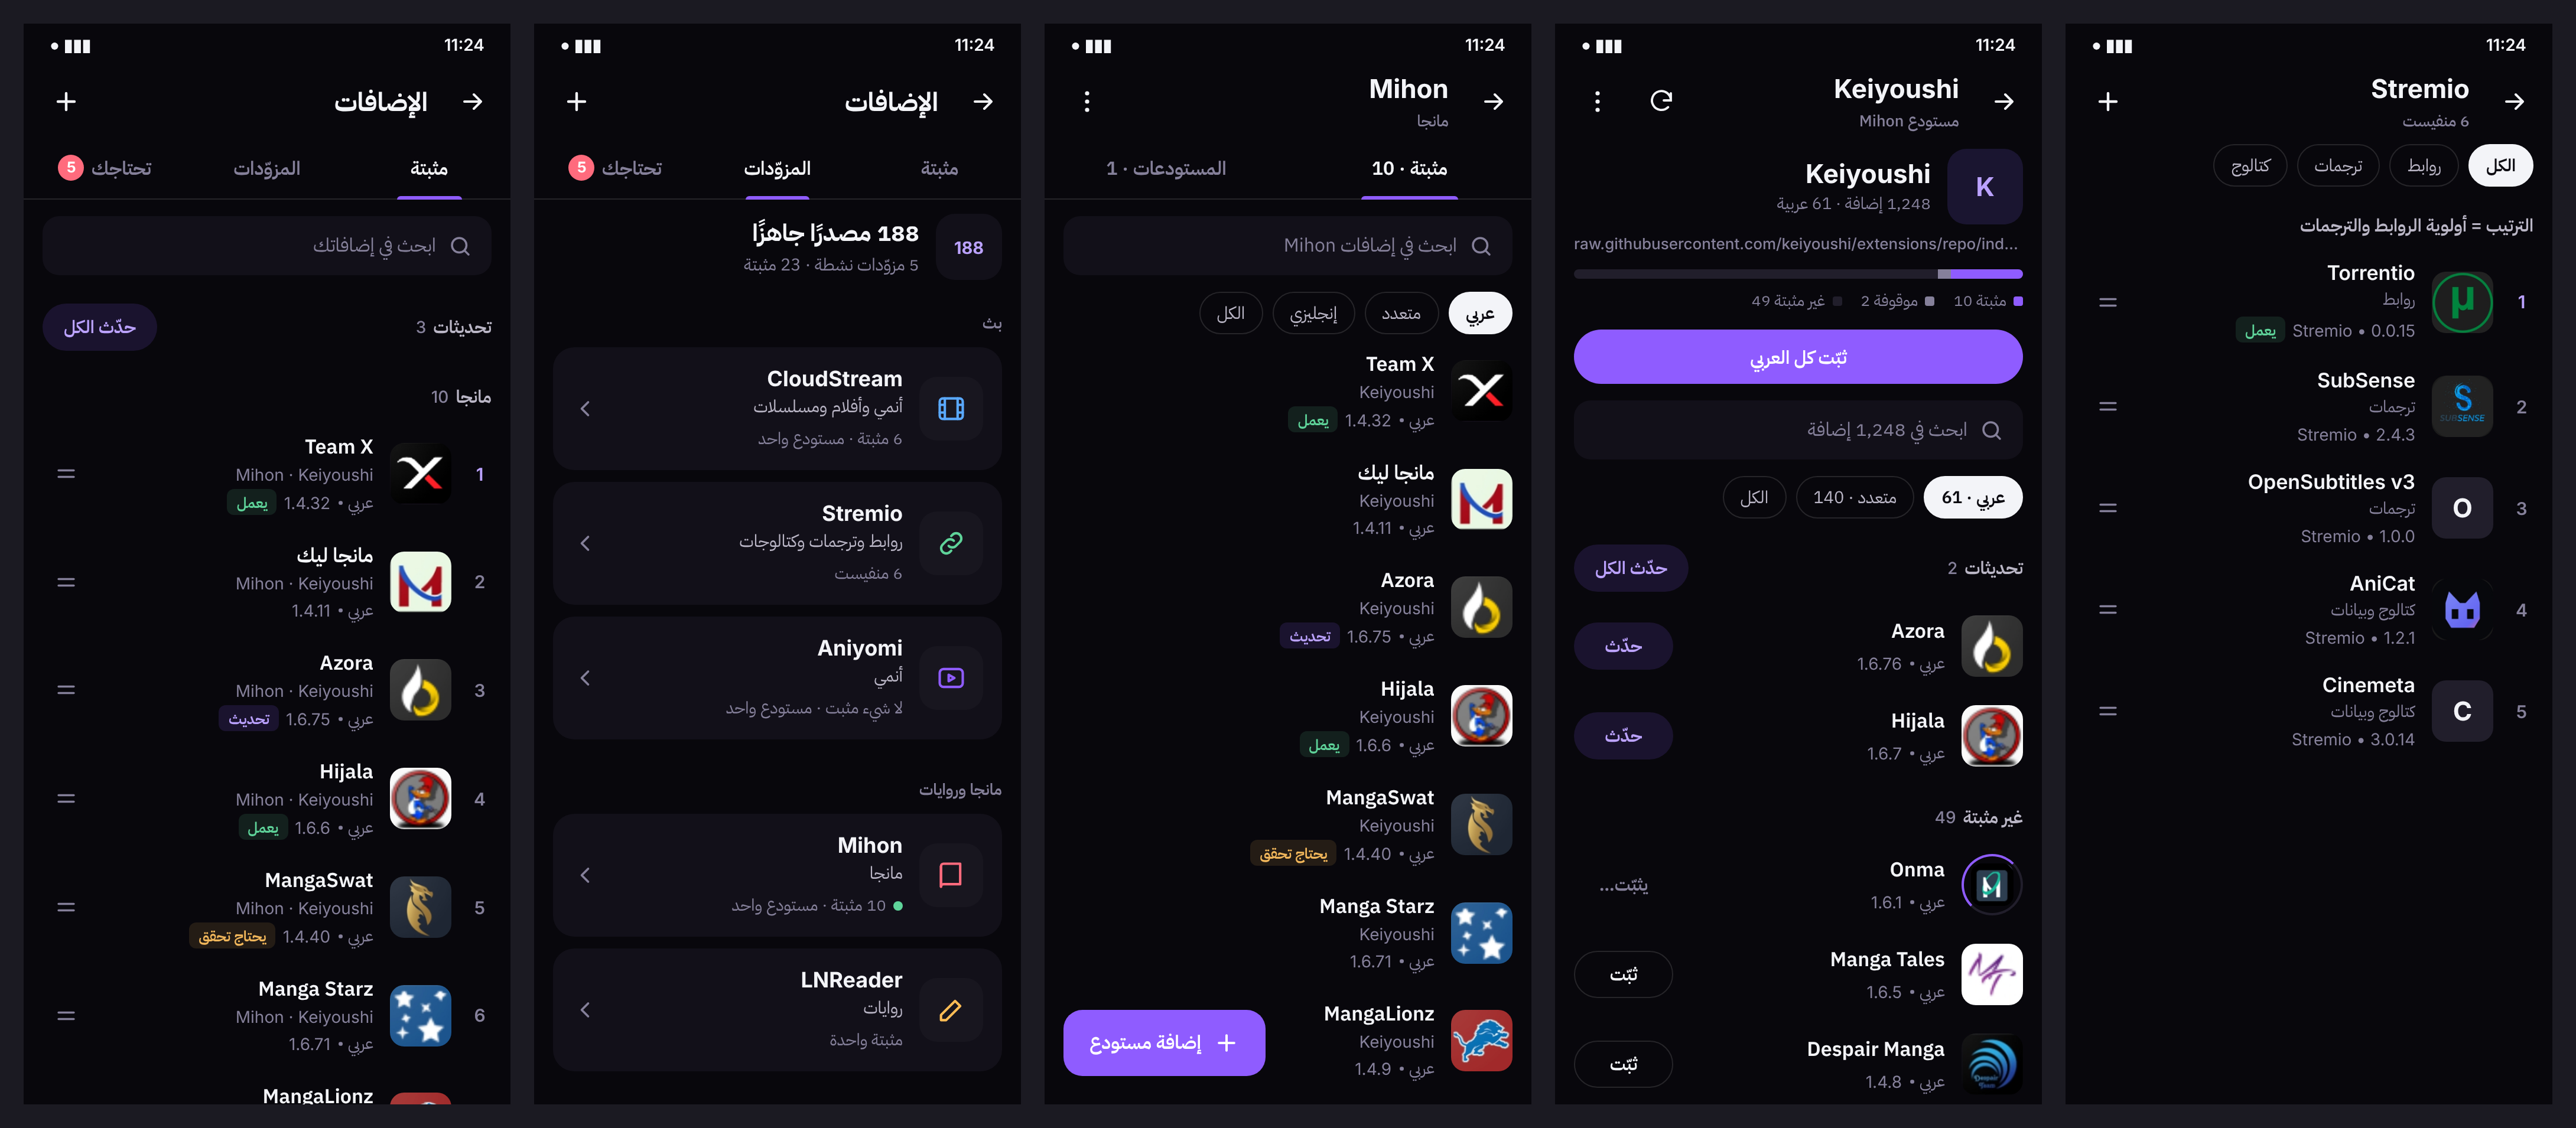 11:24
الإضافات
مثبتة
المزوّدات
تحتاجك 5
ابحث في إضافاتك
تحديثات 3
حدّث الكل
مانجا 10
1
Team X
Mihon · Keiyoushi
عربي • 1.4.32 يعمل
2
مانجا ليك
Mihon · Keiyoushi
عربي • 1.4.11
3
Azora
Mihon · Keiyoushi
عربي • 1.6.75 تحديث
4
Hijala
Mihon · Keiyoushi
عربي • 1.6.6 يعمل
5
MangaSwat
Mihon · Keiyoushi
عربي • 1.4.40 يحتاج تحقق
6
Manga Starz
Mihon · Keiyoushi
عربي • 1.6.71
MangaLionz
11:24
الإضافات
مثبتة
المزوّدات
تحتاجك 5
188
188 مصدرًا جاهزًا
5 مزوّدات نشطة · 23 مثبتة
بث
CloudStream
أنمي وأفلام ومسلسلات
6 مثبتة · مستودع واحد
Stremio
روابط وترجمات وكتالوجات
6 منفيست
Aniyomi
أنمي
لا شيء مثبت · مستودع واحد
مانجا وروايات
Mihon
مانجا
10 مثبتة · مستودع واحد
LNReader
روايات
مثبتة واحدة
11:24
Mihon
مانجا
مثبتة · 10
المستودعات · 1
ابحث في إضافات Mihon
عربي
متعدد
إنجليزي
الكل
Team X
Keiyoushi
عربي • 1.4.32 يعمل
مانجا ليك
Keiyoushi
عربي • 1.4.11
Azora
Keiyoushi
عربي • 1.6.75 تحديث
Hijala
Keiyoushi
عربي • 1.6.6 يعمل
MangaSwat
Keiyoushi
عربي • 1.4.40 يحتاج تحقق
Manga Starz
Keiyoushi
عربي • 1.6.71
MangaLionz
Keiyoushi
عربي • 1.4.9
إضافة مستودع
11:24
Keiyoushi
مستودع Mihon
K
Keiyoushi
1,248 إضافة · 61 عربية
raw.githubusercontent.com/keiyoushi/extensions/repo/ind...
مثبتة 10
موقوفة 2
غير مثبتة 49
ثبّت كل العربي
ابحث في 1,248 إضافة
عربي · 61
متعدد · 140
الكل
تحديثات 2
حدّث الكل
Azora
عربي • 1.6.76
حدّث
Hijala
عربي • 1.6.7
حدّث
غير مثبتة 49
Onma
عربي • 1.6.1
يثبّت...
Manga Tales
عربي • 1.6.5
ثبّت
Despair Manga
عربي • 1.4.8
ثبّت
11:24
Stremio
6 منفيست
الكل
روابط
ترجمات
كتالوج
الترتيب = أولوية الروابط والترجمات
1
Torrentio
روابط
Stremio • 0.0.15 يعمل
2
SUBSENSE
SubSense
ترجمات
Stremio • 2.4.3
3
O
OpenSubtitles v3
ترجمات
Stremio • 1.0.0
4
AniCat
كتالوج وبيانات
Stremio • 1.2.1
5
C
Cinemeta
كتالوج وبيانات
Stremio • 3.0.14